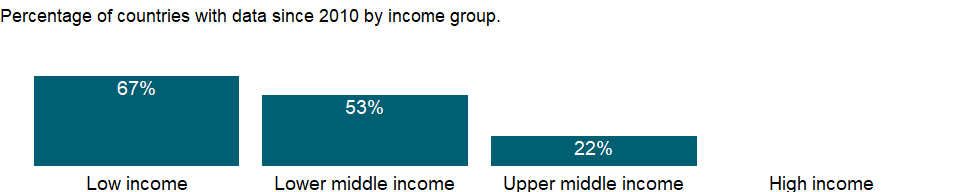 Percentage of countries with data since 2010 by income group.
67%
53%
22%
Low income
Lower middle income
Upper middle income
High income